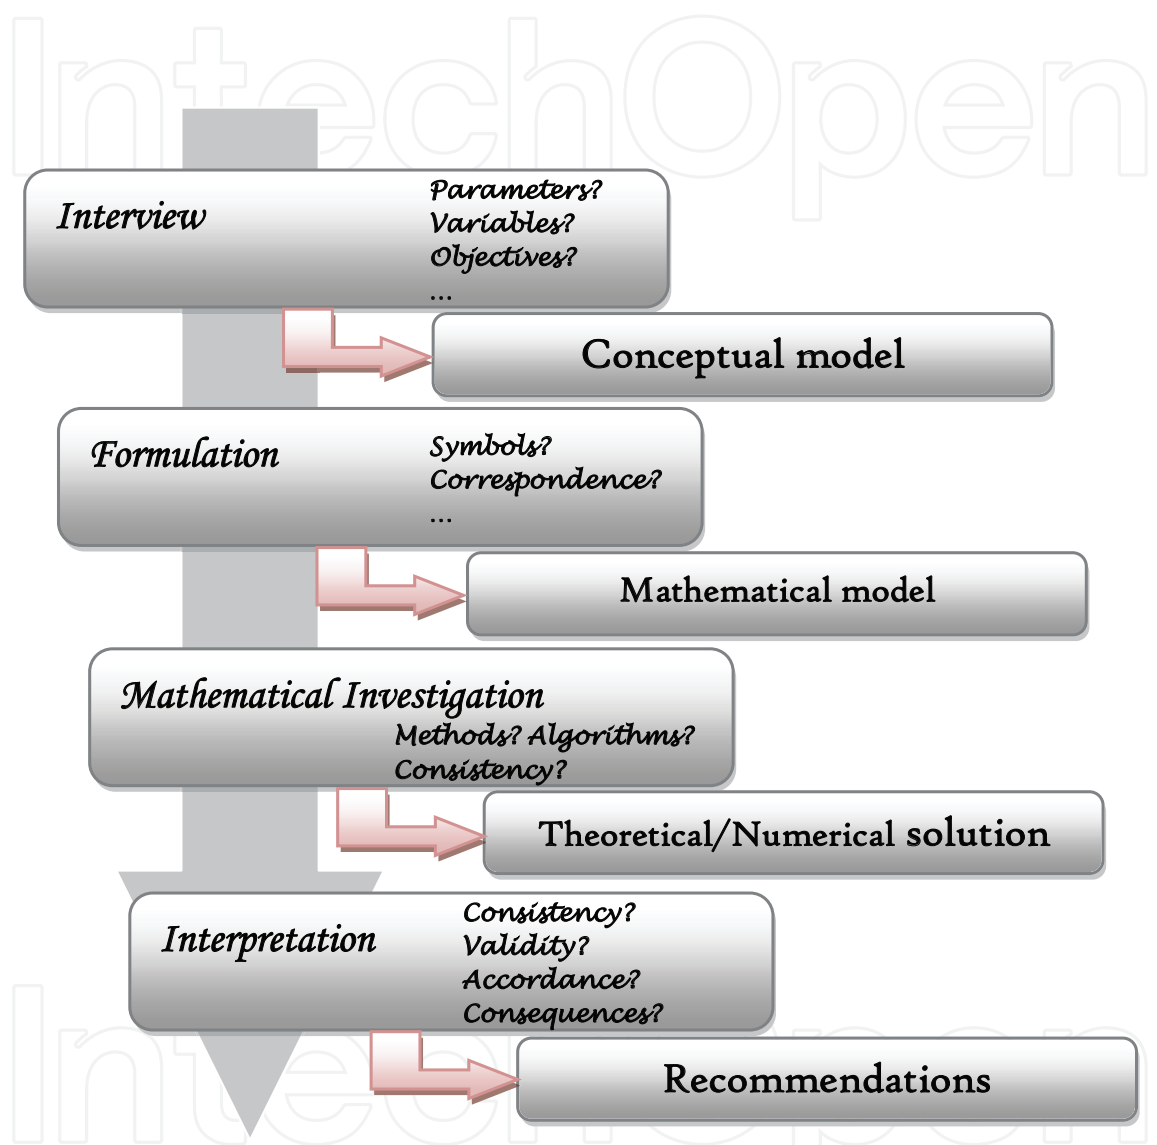 IntechOpen
Interview
Parameters?
Variables?
Objectives?
...
Conceptual model
Formulation
Symbols?
Correspondence?
...
Mathematical model
Mathematical Investigation
Methods? Algorithms?
Consistency?
Theoretical/Numerical solution
Interpretation
Consistency?
Validity?
Accordance?
Consequences?
IntechOpen
Recommendations